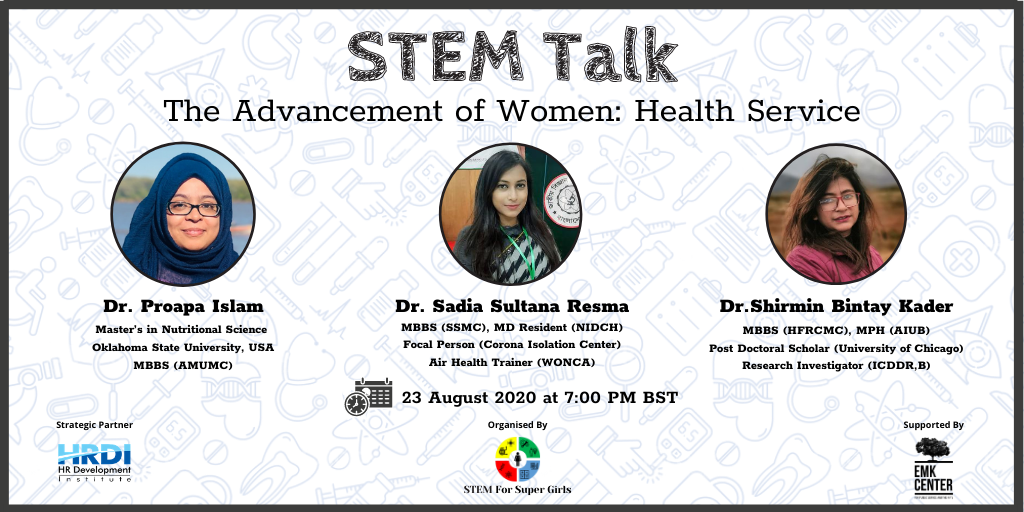 STEM Talk
The Advancement of Women: Health Service
Dr. Proapa Islam
Master's in Nutritional Science
Oklahoma State University, USA
MBBS (AMUMC)
Dr. Sadia Sultana Resma
MBBS (SSMC), MD Resident (NIDCH)
Focal Person (Corona Isolation Center)
Air Health Trainer (WONCA)
Dr.Shirmin Bintay Kader
MBBS (HFRCMC), MPH (AIUB)
Post Doctoral Scholar (University of Chicago)
Research Investigator (ICDDR,B)
23 August 2020 at 7:00 PM BST
Strategic Partner
HRDI
HR Development
Institute
Organised By
STEM For Super Girls
Supported By
EMK
CENTER